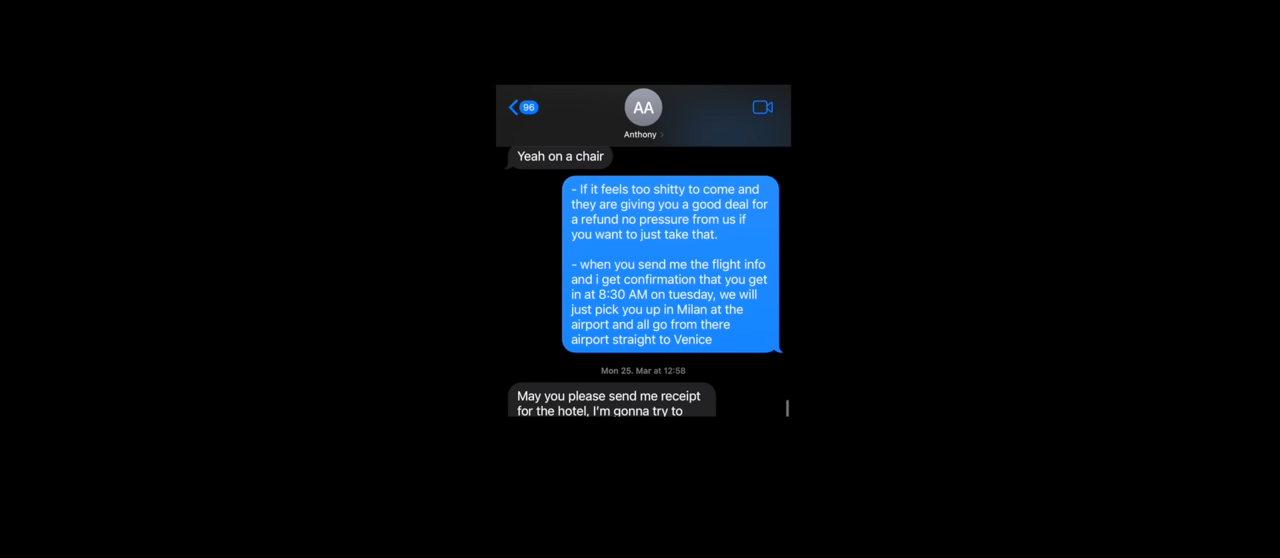 96
AA
Anthony
Yeah on a chair
- If it feels too shitty to come and
they are giving you a good deal for
a refund no pressure from us if
you want to just take that.
- when you send me the flight info
and i get confirmation that you get
in at 8:30 AM on tuesday, we will
just pick you up in Milan at the
airport and all go from there
airport straight to Venice
Mon 25. Mar at 12:58
May you please send me receipt
for the hotel, I'm gonna try to